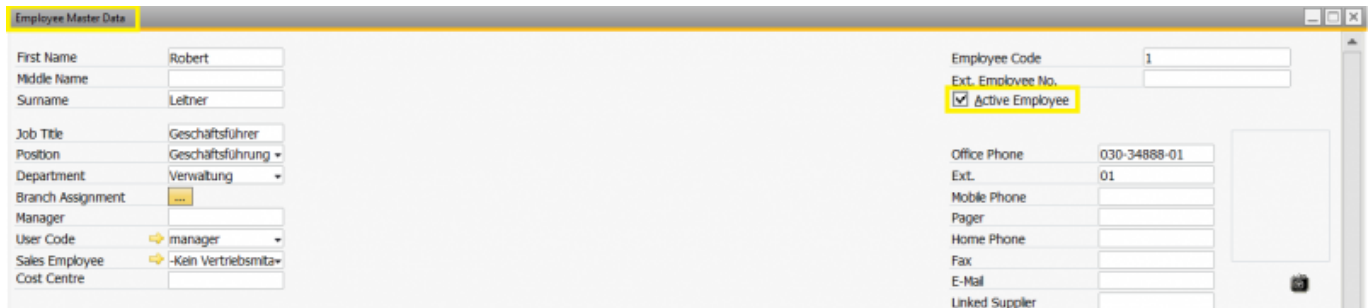 Employee Master Data
First Name Robert
Middle Name
Surname Leitner
Job Title Geschäftsführer
Position Geschäftsführung
Department Verwaltung
Branch Assignment ...
Manager
User Code manager
Sales Employee -Kein Vertriebsmita
Cost Centre
Employee Code 1
Ext. Employee No.
Active Employee
Office Phone 030-34888-01
Ext. 01
Mobile Phone
Pager
Home Phone
Fax
E-Mail
Linked Supplier